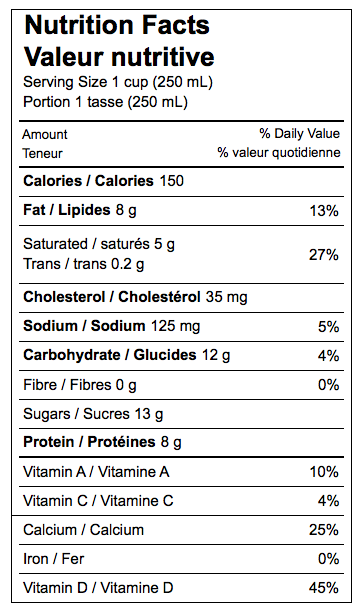 Nutrition Facts
Valeur nutritive
Serving Size 1 cup (250 mL)
Portion 1 tasse (250 mL)
Amount % Daily Value
Teneur % valeur quotidienne
Calories / Calories 150
Fat / Lipides 8 g 13%
Saturated / saturés 5 g
Trans / trans 0.2 g 27%
Cholesterol / Cholestérol 35 mg
Sodium / Sodium 125 mg 5%
Carbohydrate / Glucides 12 g 4%
Fibre / Fibres 0 g 0%
Sugars / Sucres 13 g
Protein / Protéines 8 g
Vitamin A / Vitamine A 10%
Vitamin C / Vitamine C 4%
Calcium / Calcium 25%
Iron / Fer 0%
Vitamin D / Vitamine D 45%